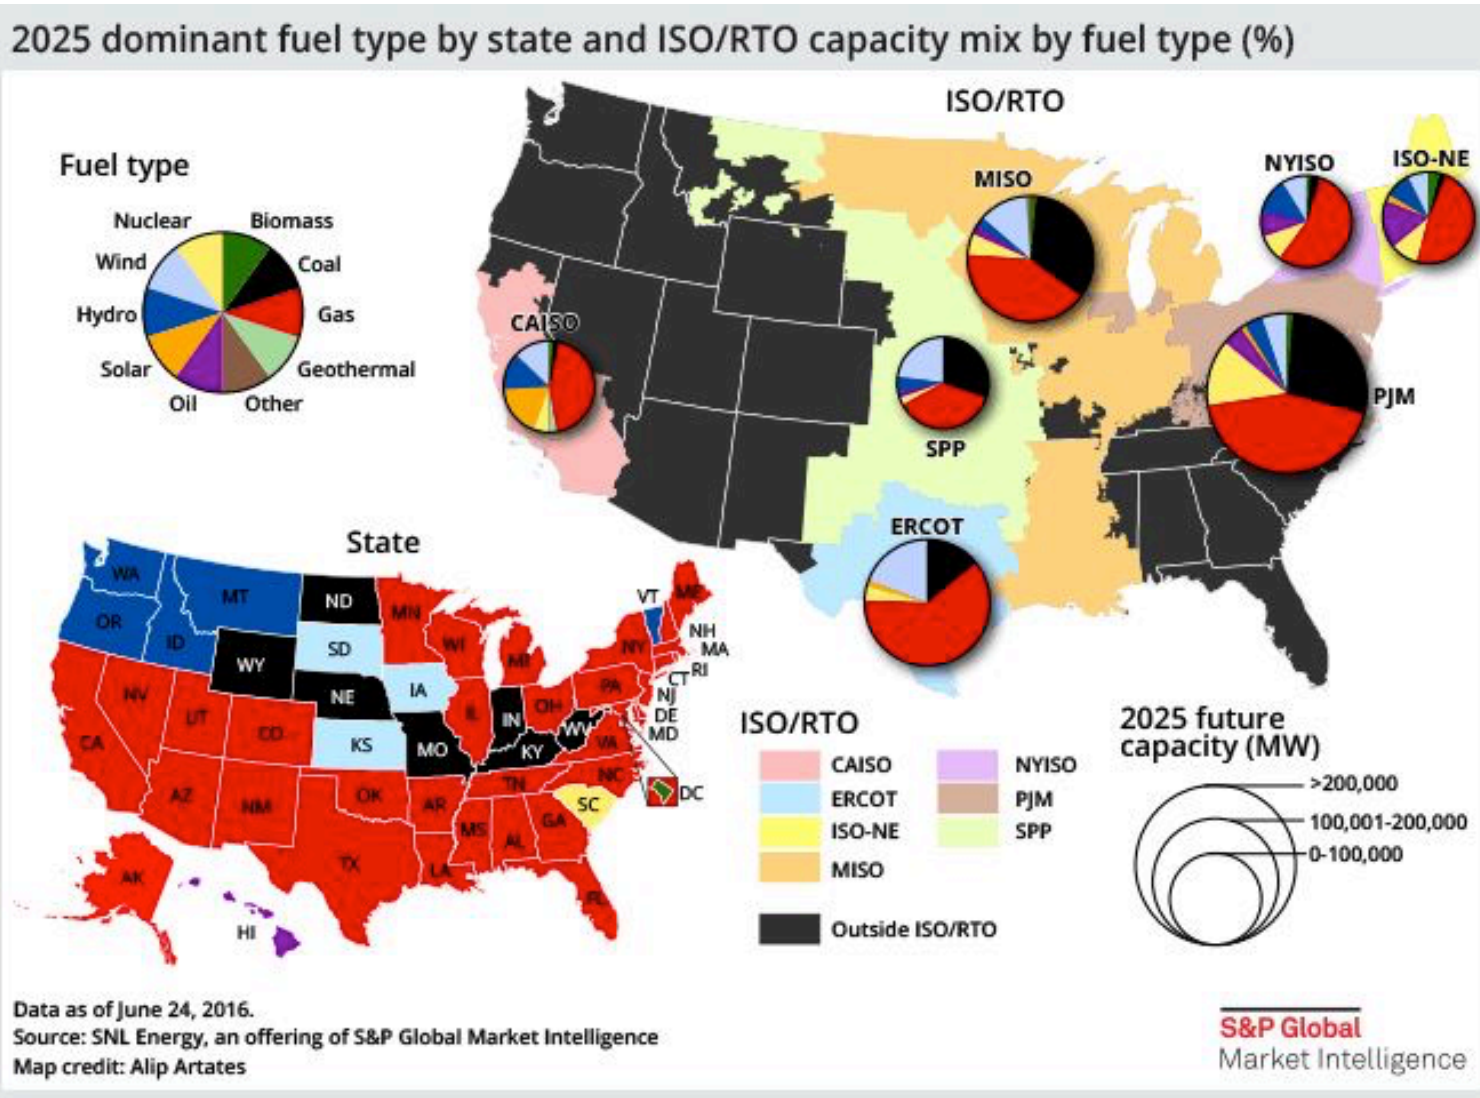 2025 dominant fuel type by state and ISO/RTO capacity mix by fuel type (%)
Fuel type
Nuclear
Biomass
Wind
Coal
Hydro
Gas
Solar
Geothermal
Oil
Other
ISO/RTO
MISO
NYISO
ISO-NE
CAISO
SPP
PJM
ERCOT
State
WA
MT
ND
MN
VT
ME
OR
ID
SD
WI
NY
NH
MA
WY
MI
RI
CT
NE
IA
PA
NJ
NV
UT
CO
IL
IN
OH
DE
MD
CA
KS
MO
WV
VA
KY
AZ
NM
OK
TN
NC
DC
AR
SC
MS
AL
GA
TX
LA
AK
FL
HI
ISO/RTO
CAISO
NYISO
ERCOT
PJM
ISO-NE
SPP
MISO
Outside ISO/RTO
2025 future
capacity (MW)
>200,000
100,001-200,000
0-100,000
Data as of June 24, 2016.
Source: SNL Energy, an offering of S&P Global Market Intelligence
Map credit: Alip Artates
S&P Global
Market Intelligence